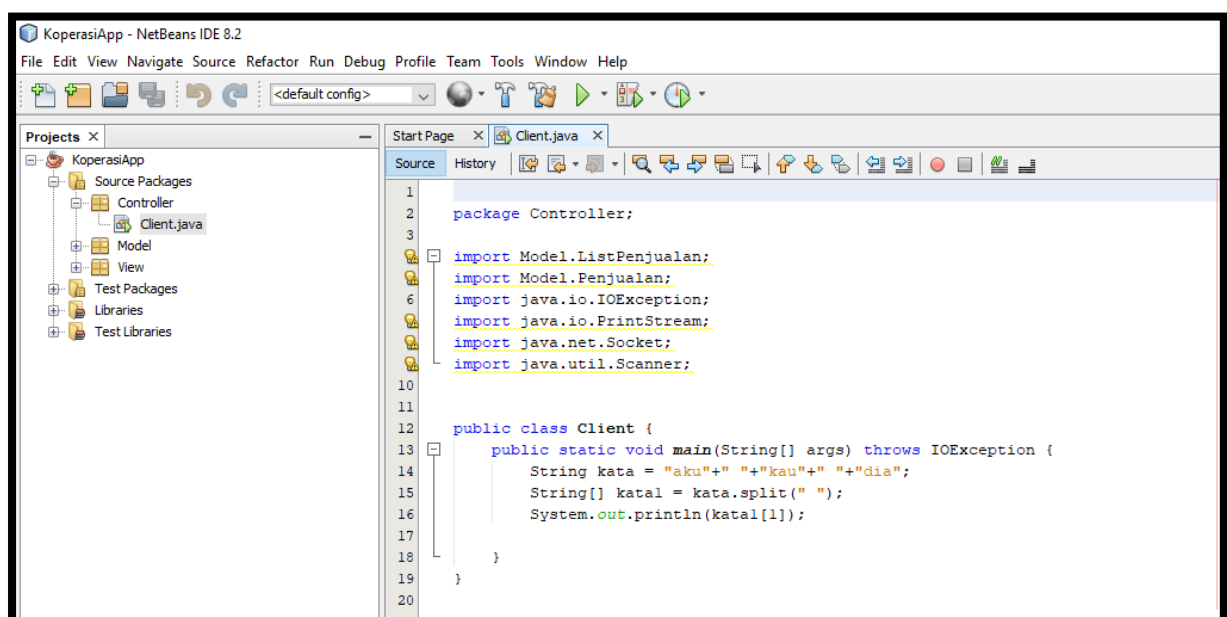 KoperasiApp - NetBeans IDE 8.2
File Edit View Navigate Source Refactor Run Debug Profile Team Tools Window Help
<default config>
Projects
KoperasiApp
Source Packages
Controller
Client.java
Model
View
Test Packages
Libraries
Test Libraries
Start Page Client.java
Source History
1
2 package Controller;
3
import Model.ListPenjualan;
import Model.Penjualan;
6 import java.io.IOException;
import java.io.PrintStream;
import java.net.Socket;
import java.util.Scanner;
10
11
12 public class Client {
13 public static void main(String[] args) throws IOException {
14 String kata = "aku"+" "+"kau"+" "+"dia";
15 String[] kata1 = kata.split(" ");
16 System.out.println(kata1[1]);
17
18 }
19 }
20